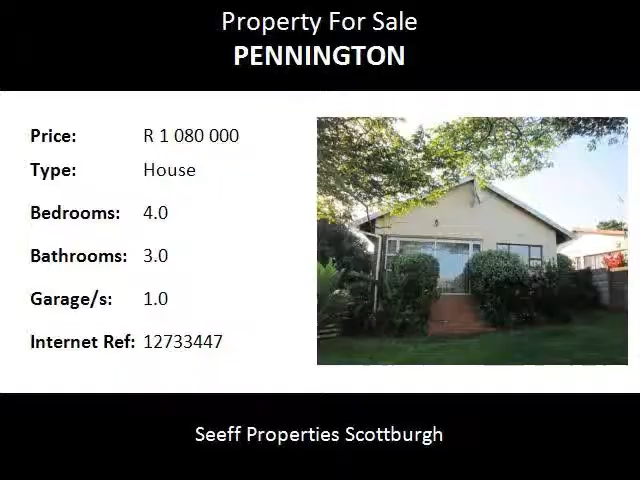 Property For Sale
PENNINGTON
Price: R 1 080 000
Type: House
Bedrooms: 4.0
Bathrooms: 3.0
Garage/s: 1.0
Internet Ref: 12733447
Seeff Properties Scottburgh